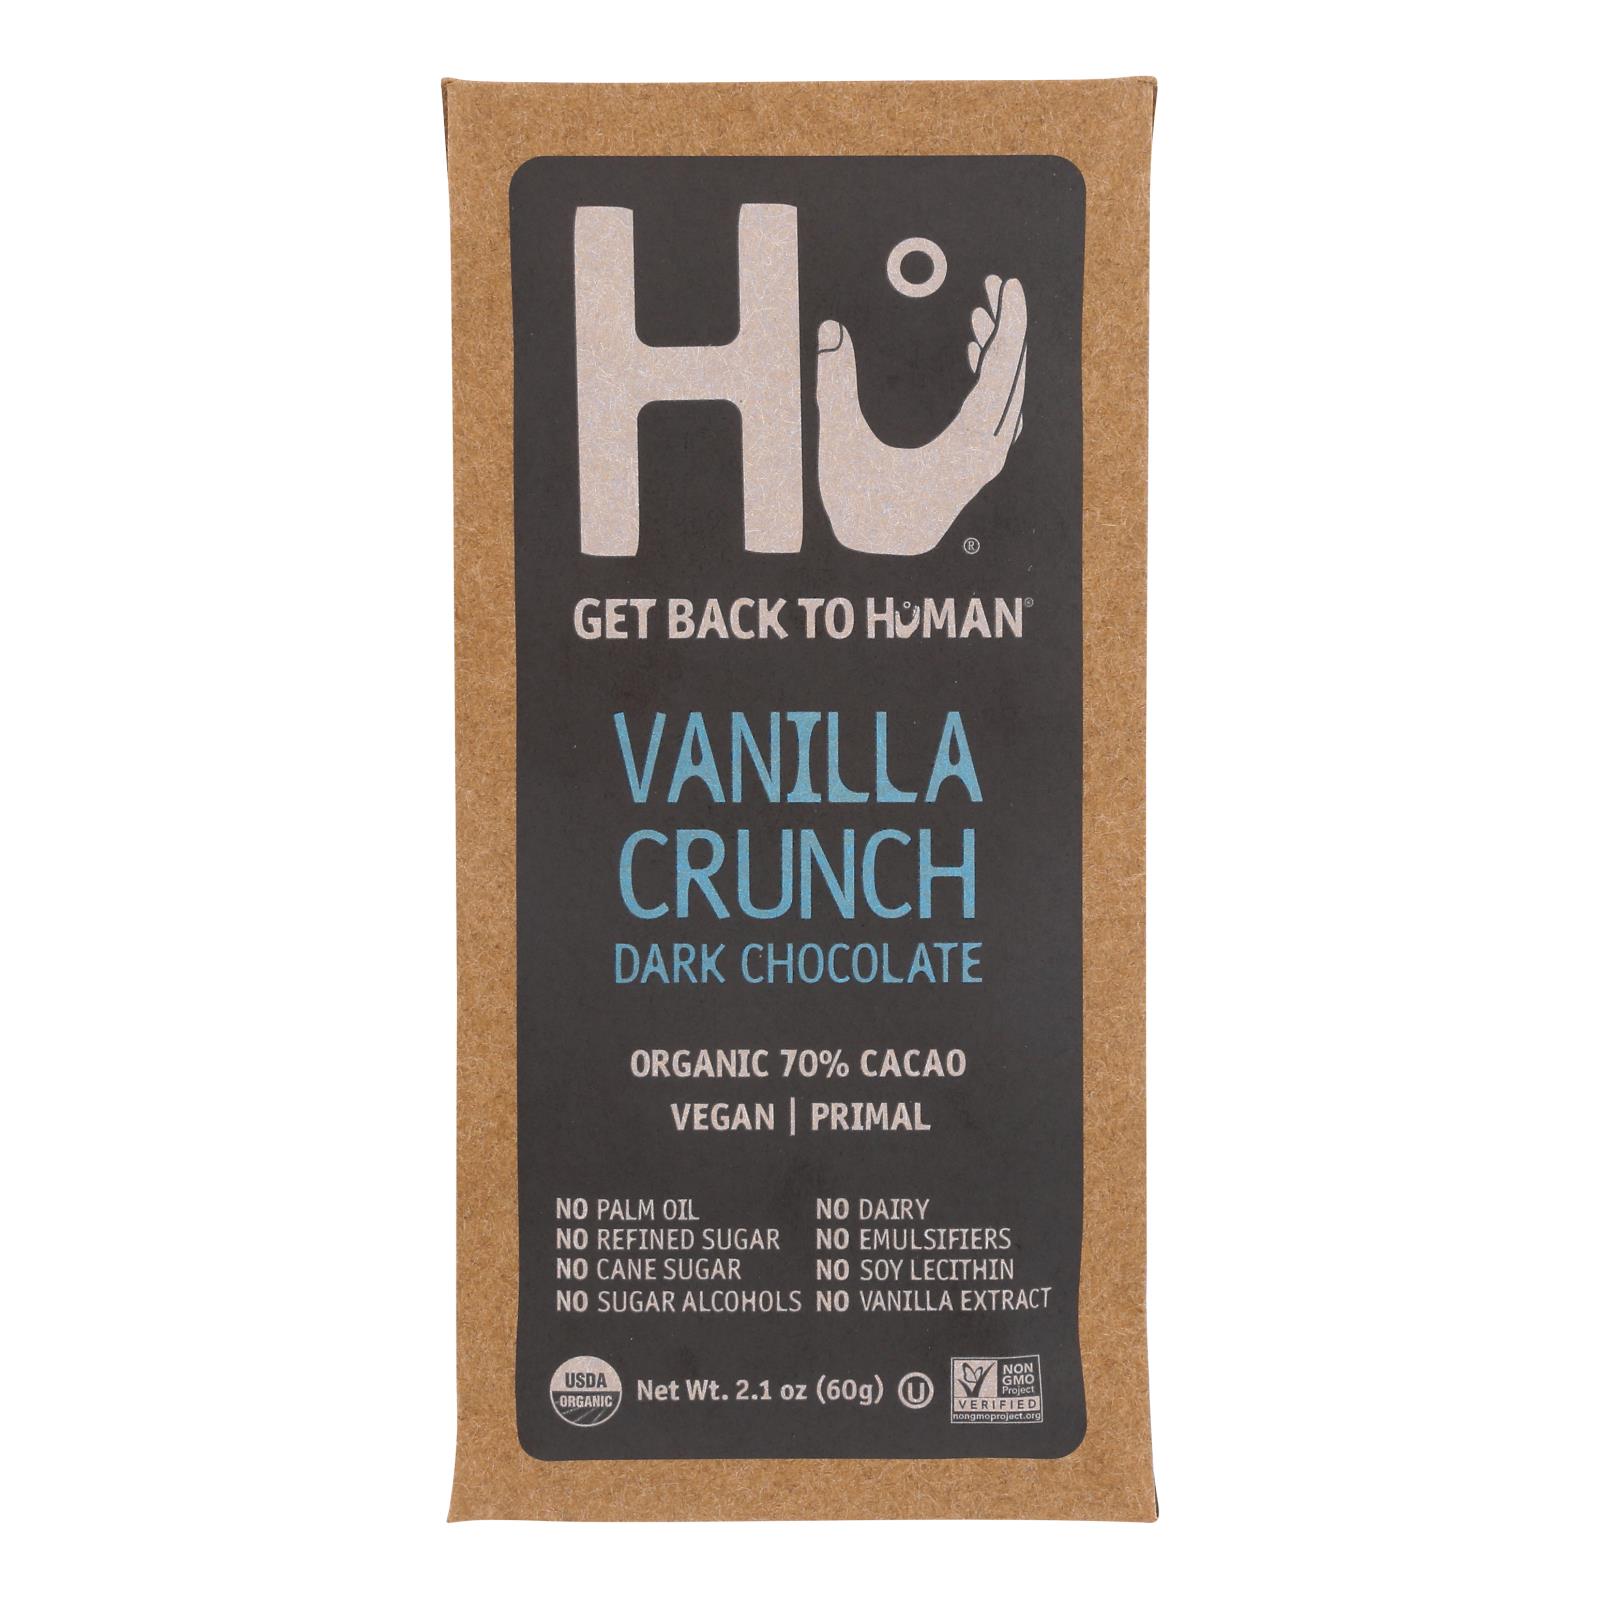 Hu®
GET BACK TO HUMAN®
VANILLA
CRUNCH
DARK CHOCOLATE
ORGANIC 70% CACAO
VEGAN | PRIMAL
NO PALM OIL
NO REFINED SUGAR
NO CANE SUGAR
NO SUGAR ALCOHOLS
NO DAIRY
NO EMULSIFIERS
NO SOY LECITHIN
NO VANILLA EXTRACT
USDA
ORGANIC
Net Wt. 2.1 oz (60g)
U
NON
GMO
Project
VERIFIED
nongmoproject.org